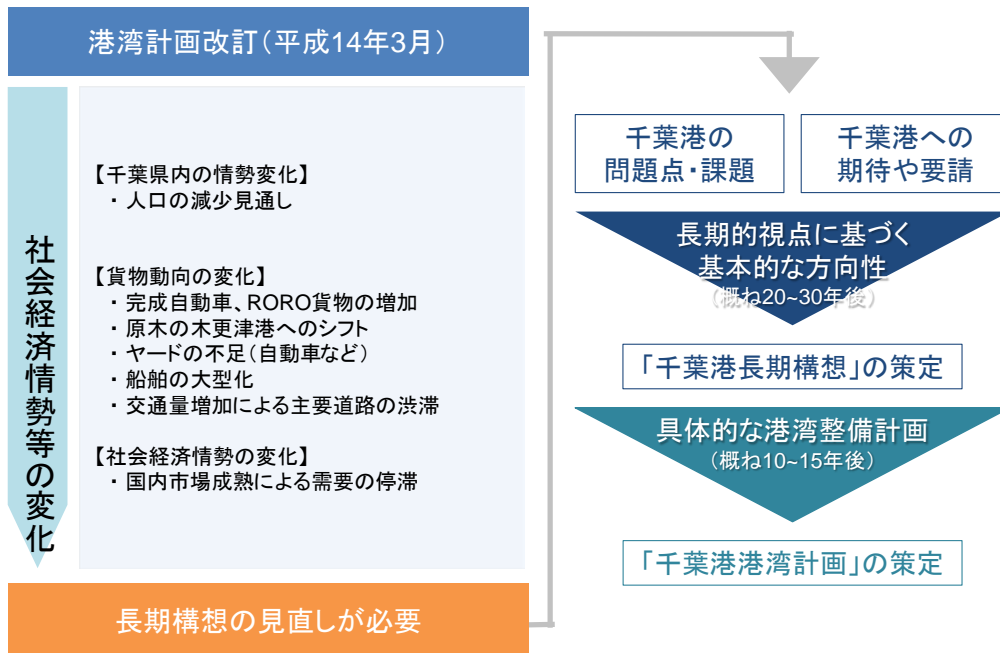 港湾計画改訂（平成14年3月）
社会経済情勢等の変化
【千葉県内の情勢変化】
・ 人口の減少見通し
【貨物動向の変化】
・ 完成自動車、RORO貨物の増加
・ 原木の木更津港へのシフト
・ ヤードの不足（自動車など）
・ 船舶の大型化
・ 交通量増加による主要道路の渋滞
【社会経済情勢の変化】
・ 国内市場成熟による需要の停滞
長期構想の見直しが必要
千葉港の
問題点・課題
千葉港への
期待や要請
長期的視点に基づく
基本的な方向性
（概ね20~30年後）
「千葉港長期構想」の策定
具体的な港湾整備計画
（概ね10~15年後）
「千葉港港湾計画」の策定